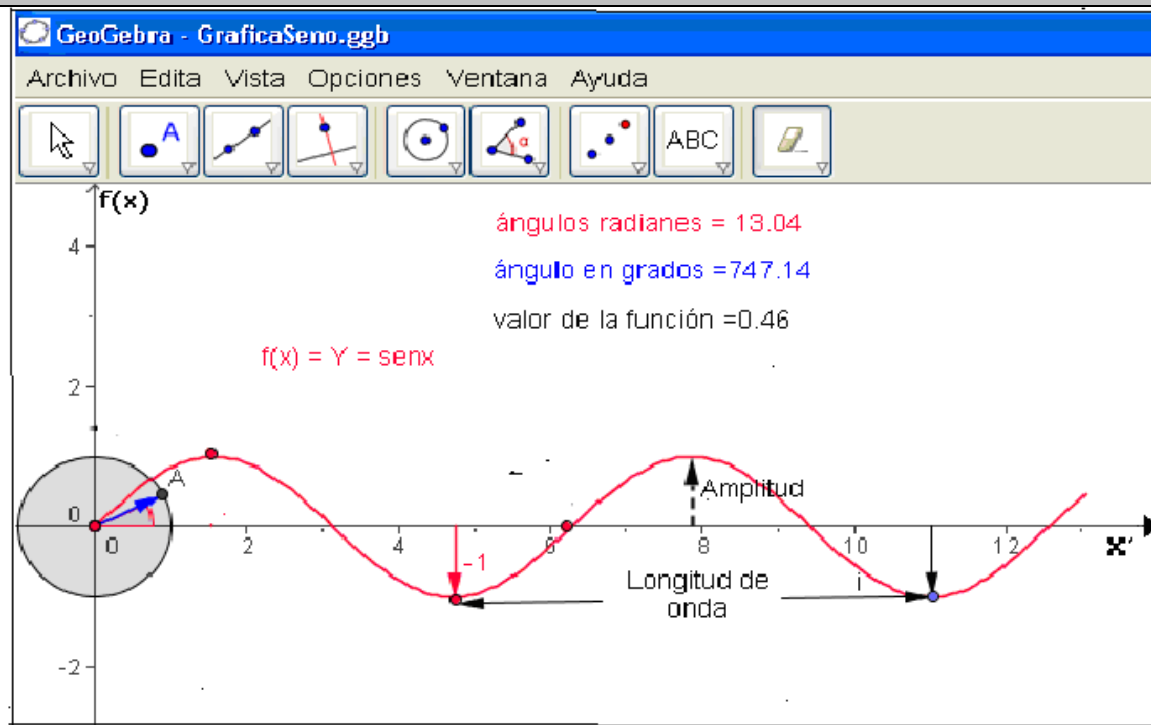 GeoGebra - GraficaSeno.ggb
Archivo Edita Vista Opciones Ventana Ayuda
A α ABC
f(x)
ángulos radianes = 13.04
4
ángulo en grados =747.14
valor de la función =0.46
f(x) = Y = senx
2
A
Amplitud
0
0 2 4 6 8 10 12 X'
-1
Longitud de
onda
i
-2